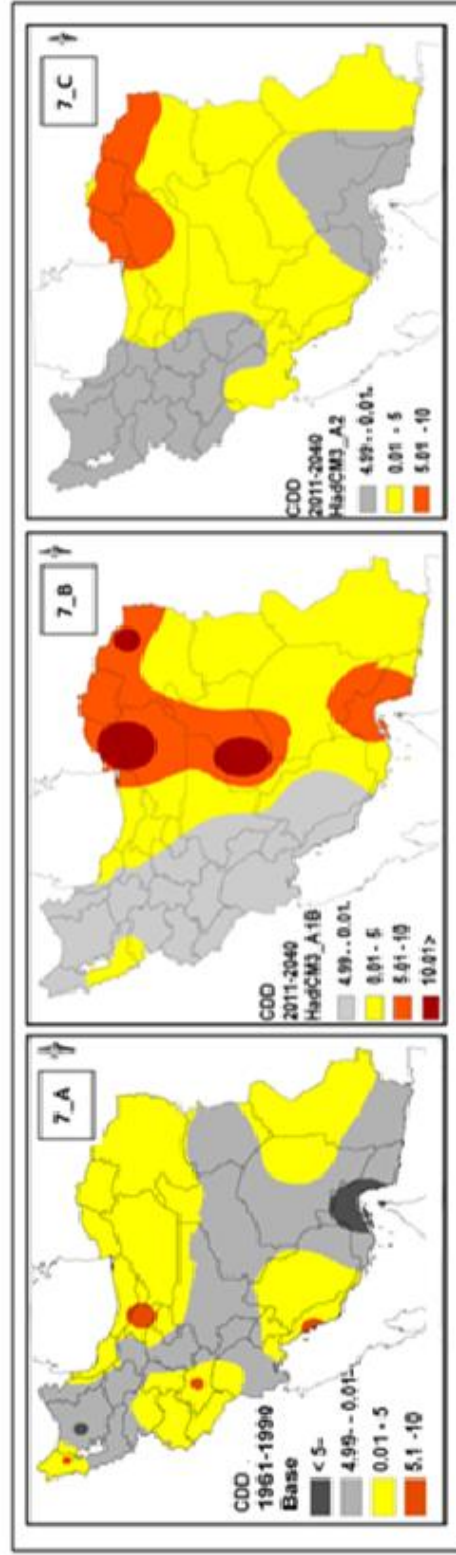 7_A
CDD
1961-1990
Base
< 5-
4.99- - 0.01-
0.01 - 5
5.1 -10
7_B
CDD
2011-2040
HadCM3_A1B
4.99 - - 0.01-
0.01 - 5
5.01 -10
10.01>
7_C
CDD
2011-2040
HadCM3_A2
4.99- - 0.01-
0.01 - 5
5.01 - 10